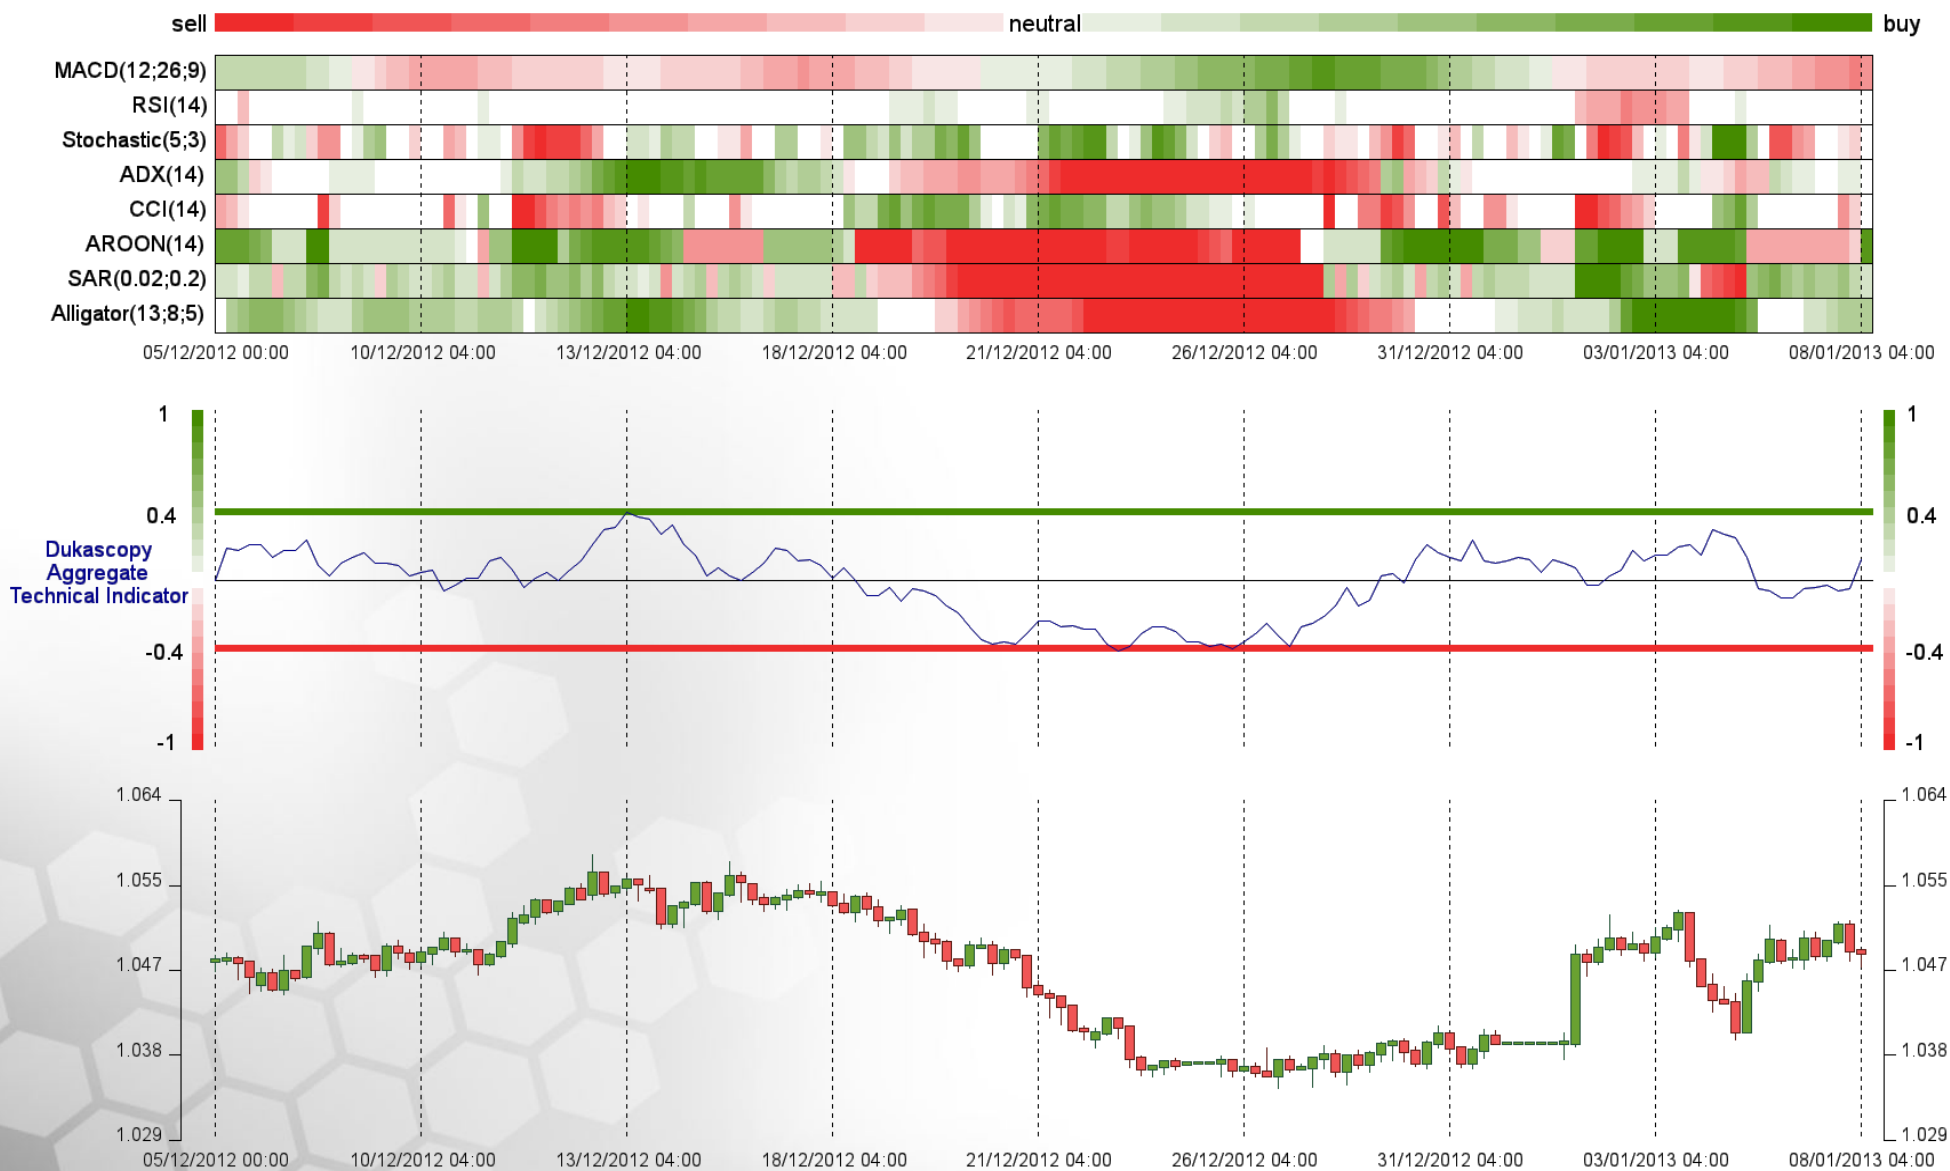 sell neutral buy
MACD(12;26;9)
RSI(14)
Stochastic(5;3)
ADX(14)
CCI(14)
AROON(14)
SAR(0.02;0.2)
Alligator(13;8;5)
05/12/2012 00:00 10/12/2012 04:00 13/12/2012 04:00 18/12/2012 04:00 21/12/2012 04:00 26/12/2012 04:00 31/12/2012 04:00 03/01/2013 04:00 08/01/2013 04:00
1 1
0.4 0.4
Dukascopy
Aggregate
Technical Indicator
-0.4 -0.4
-1 -1
1.064 1.064
1.055 1.055
1.047 1.047
1.038 1.038
1.029 1.029
05/12/2012 00:00 10/12/2012 04:00 13/12/2012 04:00 18/12/2012 04:00 21/12/2012 04:00 26/12/2012 04:00 31/12/2012 04:00 03/01/2013 04:00 08/01/2013 04:00